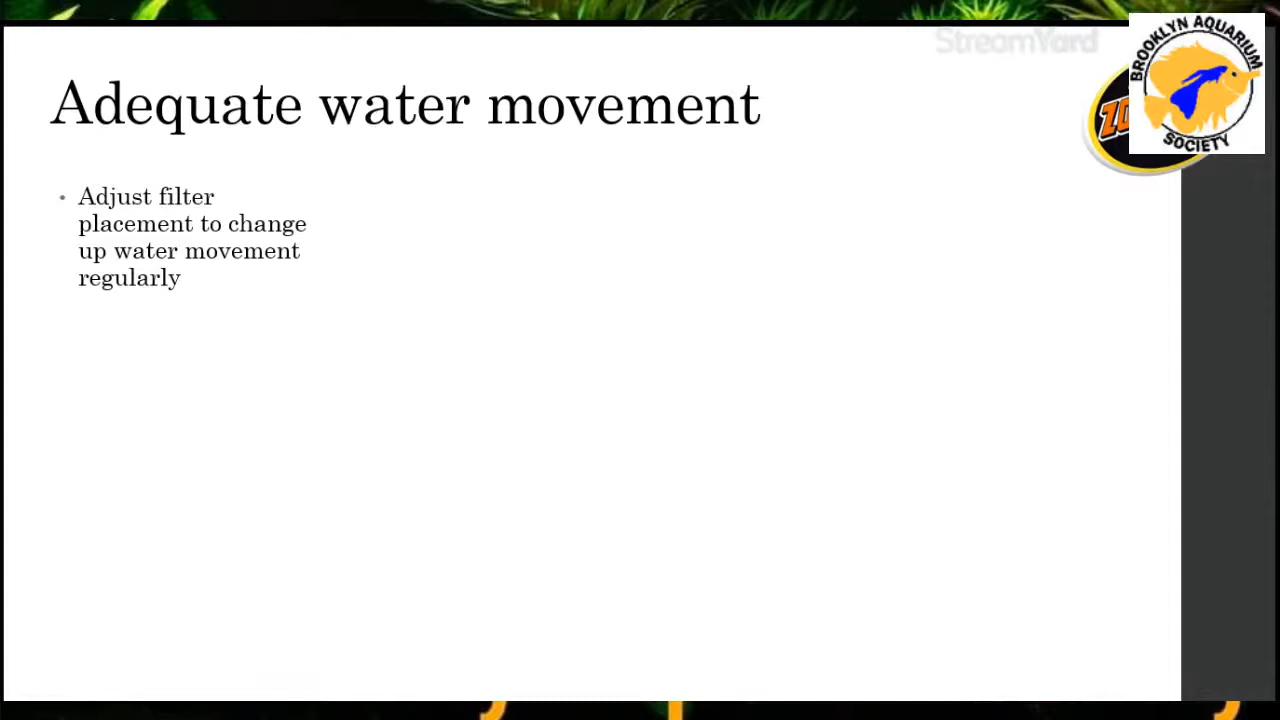 StreamYard
BROOKLYN AQUARIUM
SOCIETY
Adequate water movement
• Adjust filter
placement to change
up water movement
regularly